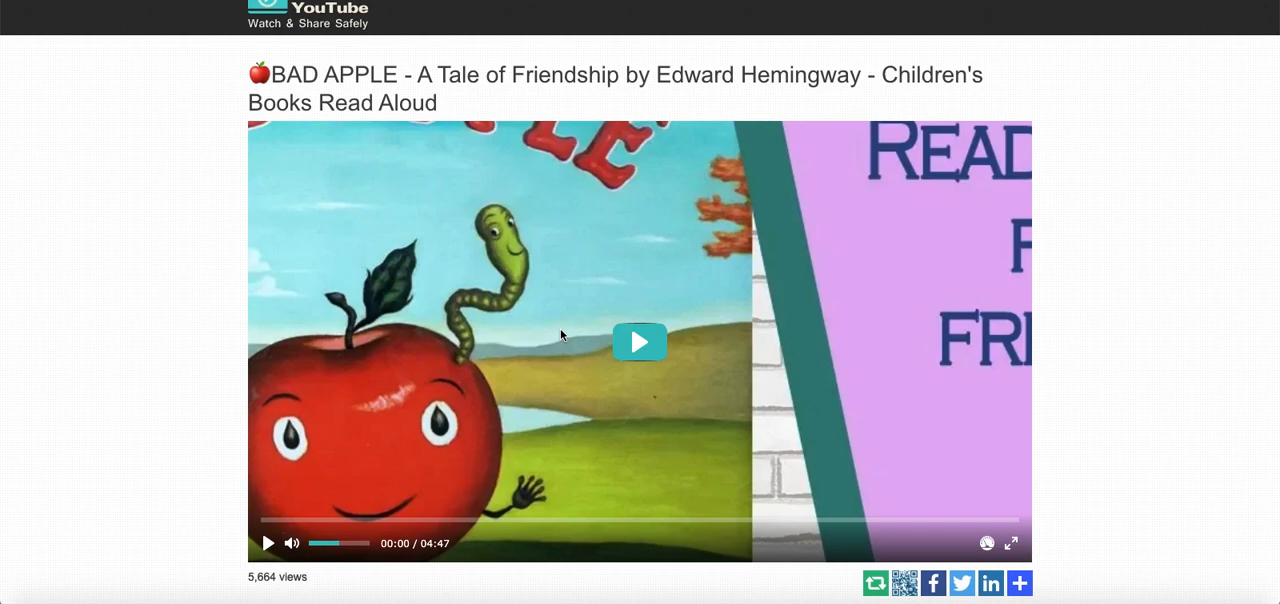 YouTube
Watch & Share Safely
BAD APPLE - A Tale of Friendship by Edward Hemingway - Children's
Books Read Aloud
READ
FRI
00:00 / 04:47
5,664 views